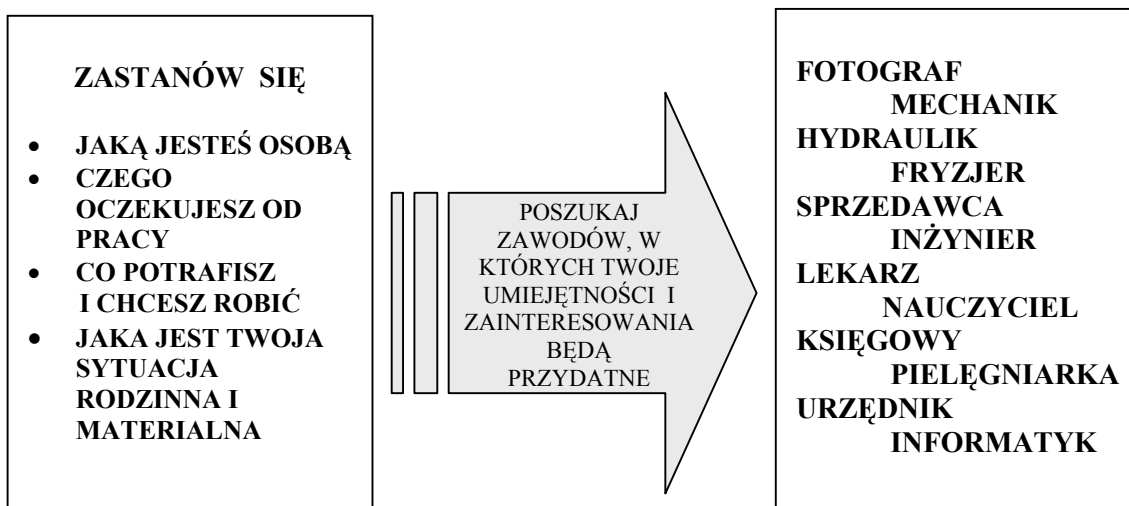 ZASTANÓW SIĘ
• JAKĄ JESTEŚ OSOBĄ
• CZEGO
OCZEKUJESZ OD
PRACY
• CO POTRAFISZ
I CHCESZ ROBIĆ
• JAKA JEST TWOJA
SYTUACJA
RODZINNA I
MATERIALNA
POSZUKAJ
ZAWODÓW, W
KTÓRYCH TWOJE
UMIEJĘTNOŚCI I
ZAINTERESOWANIA
BĘDĄ
PRZYDATNE
FOTOGRAF
MECHANIK
HYDRAULIK
FRYZJER
SPRZEDAWCA
INŻYNIER
LEKARZ
NAUCZYCIEL
KSIĘGOWY
PIELĘGNIARKA
URZĘDNIK
INFORMATYK